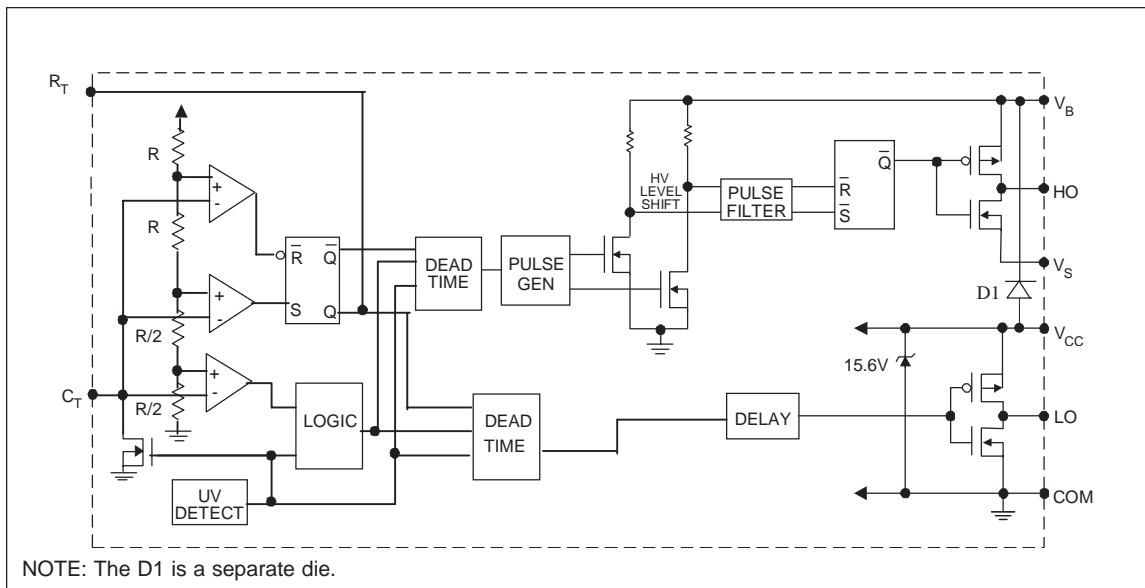 R_T
V_B
R
+
-
HV
LEVEL
SHIFT
PULSE
FILTER
R̅
S̅
Q̅
HO
R
R̅
Q̅
S
Q
DEAD
TIME
PULSE
GEN
V_S
D1
+
-
R/2
V_CC
15.6V
+
-
C_T
R/2
LOGIC
DEAD
TIME
DELAY
LO
UV
DETECT
COM
NOTE: The D1 is a separate die.